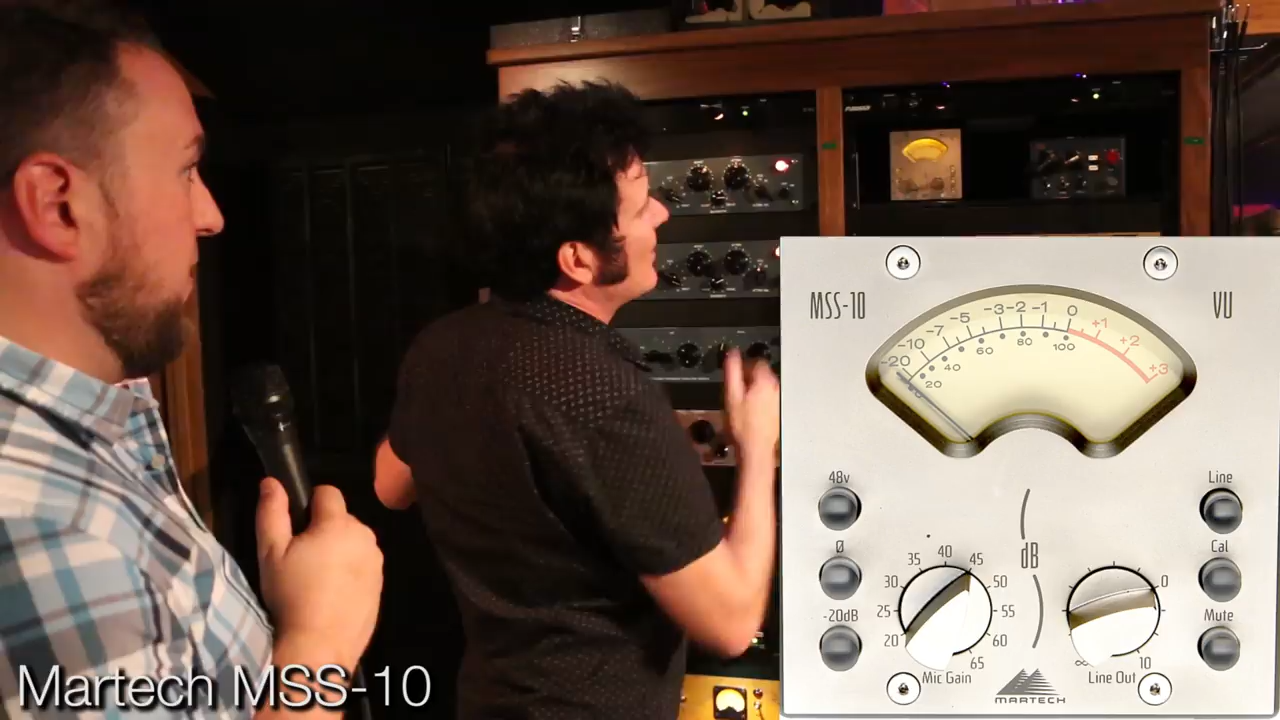 MSS-10
VU
-20 -10 -7 -5 -3 -2 -1 0 +1 +2 +3
20 40 60 80 100
48v
Line
Ø
dB
Cal
-20dB
Mute
20 25 30 35 40 45 50 55 60 65
∞ 0 10
Mic Gain
MARTECH
Line Out
Martech MSS-10